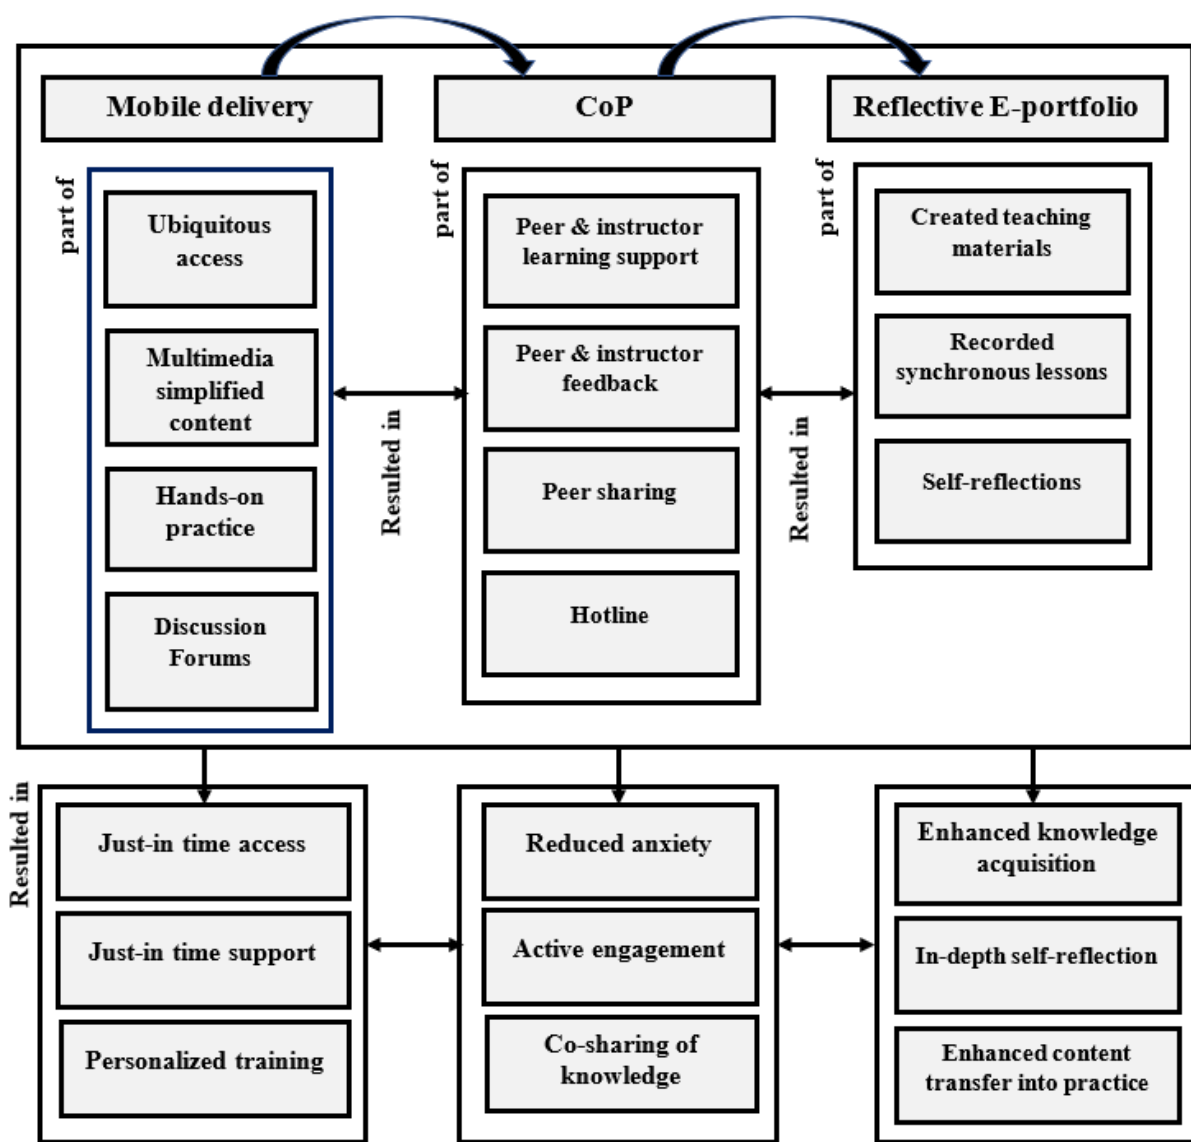 Mobile delivery
CoP
Reflective E-portfolio
part of
Ubiquitous
access
Multimedia
simplified
content
Hands-on
practice
Discussion
Forums
Resulted in
part of
Peer & instructor
learning support
Peer & instructor
feedback
Peer sharing
Hotline
Resulted in
part of
Created teaching
materials
Recorded
synchronous lessons
Self-reflections
Resulted in
Just-in time access
Just-in time support
Personalized training
Reduced anxiety
Active engagement
Co-sharing of
knowledge
Enhanced knowledge
acquisition
In-depth self-reflection
Enhanced content
transfer into practice